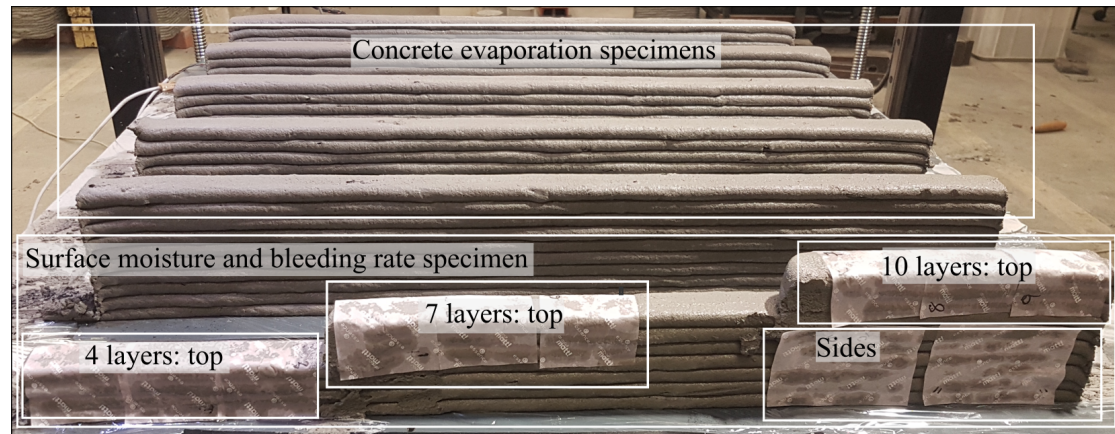 Concrete evaporation specimens
Surface moisture and bleeding rate specimen
10 layers: top
7 layers: top
4 layers: top
Sides